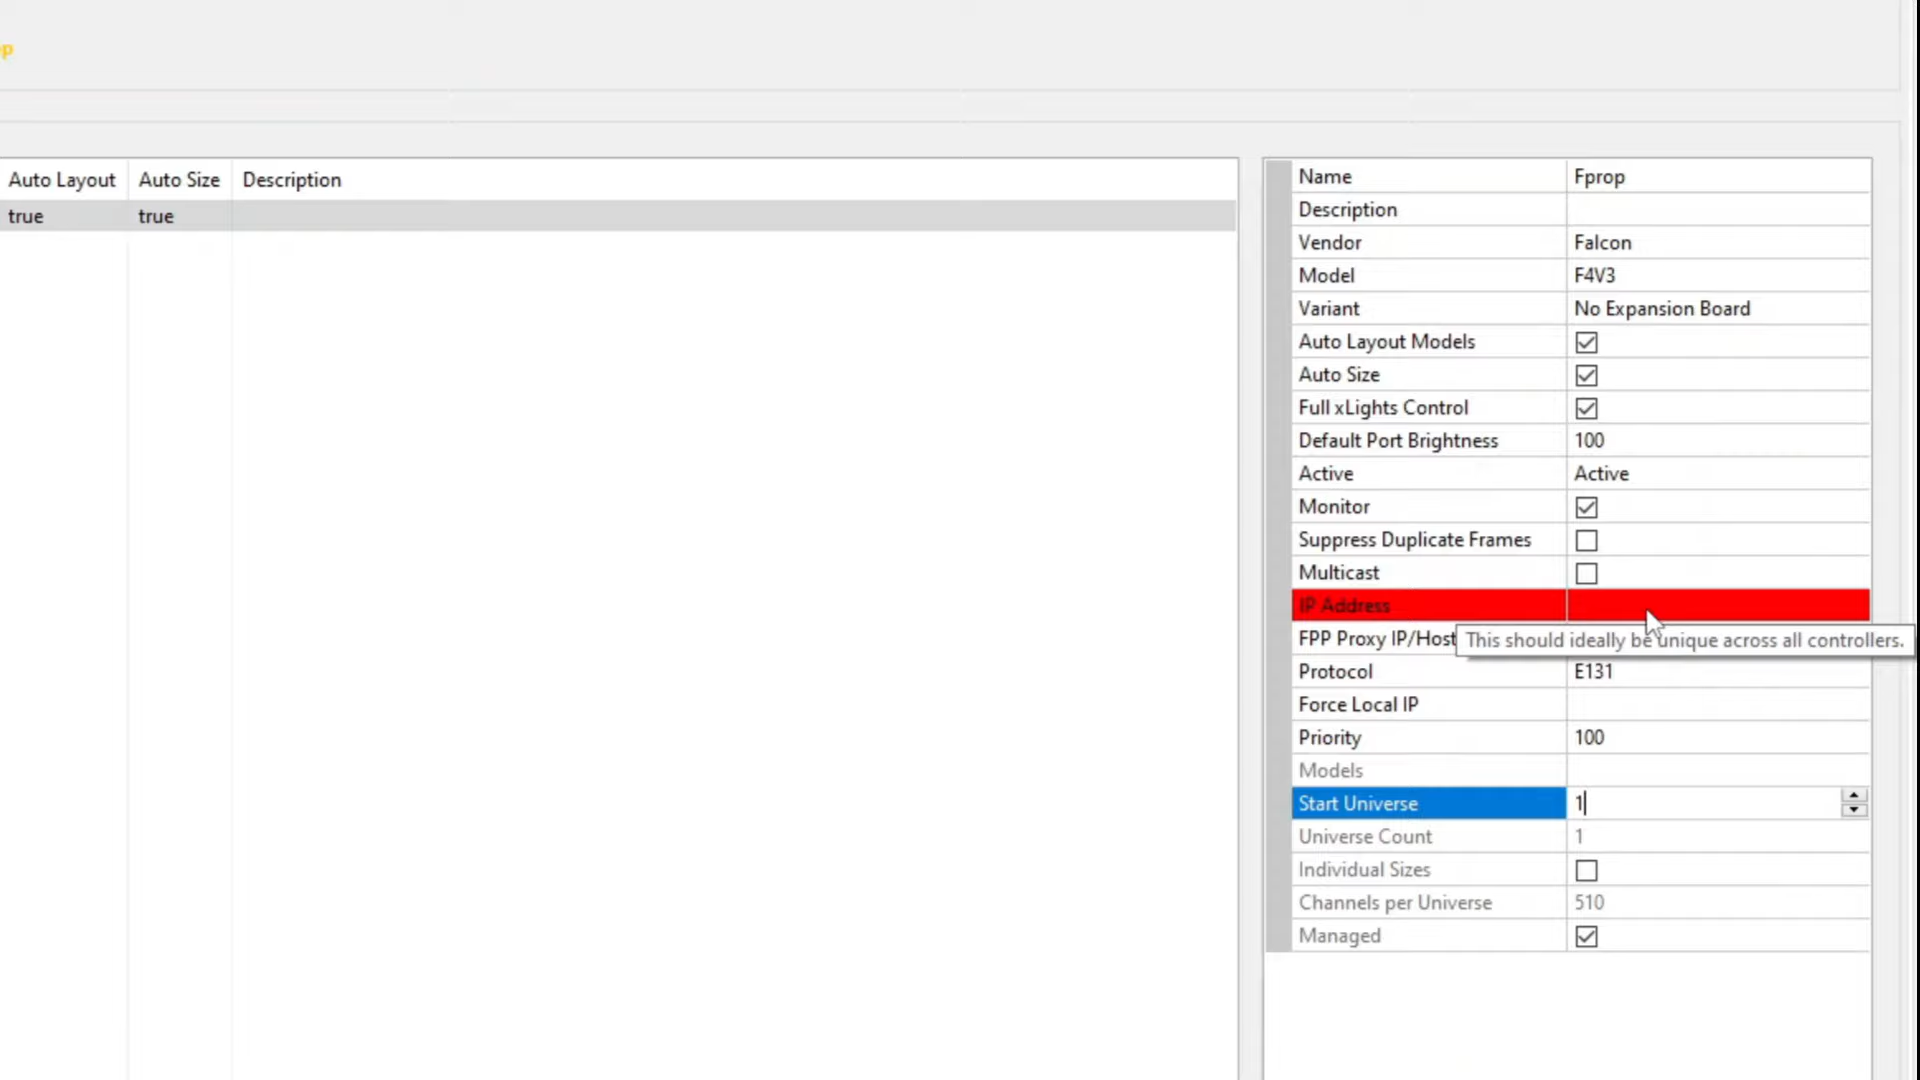 op
Auto Layout Auto Size Description
true true
Name Fprop
Description
Vendor Falcon
Model F4V3
Variant No Expansion Board
Auto Layout Models
Auto Size
Full xLights Control
Default Port Brightness 100
Active Active
Monitor
Suppress Duplicate Frames
Multicast
IP Address
FPP Proxy IP/Host
This should ideally be unique across all controllers.
Protocol E131
Force Local IP
Priority 100
Models
Start Universe 1
Universe Count 1
Individual Sizes
Channels per Universe 510
Managed